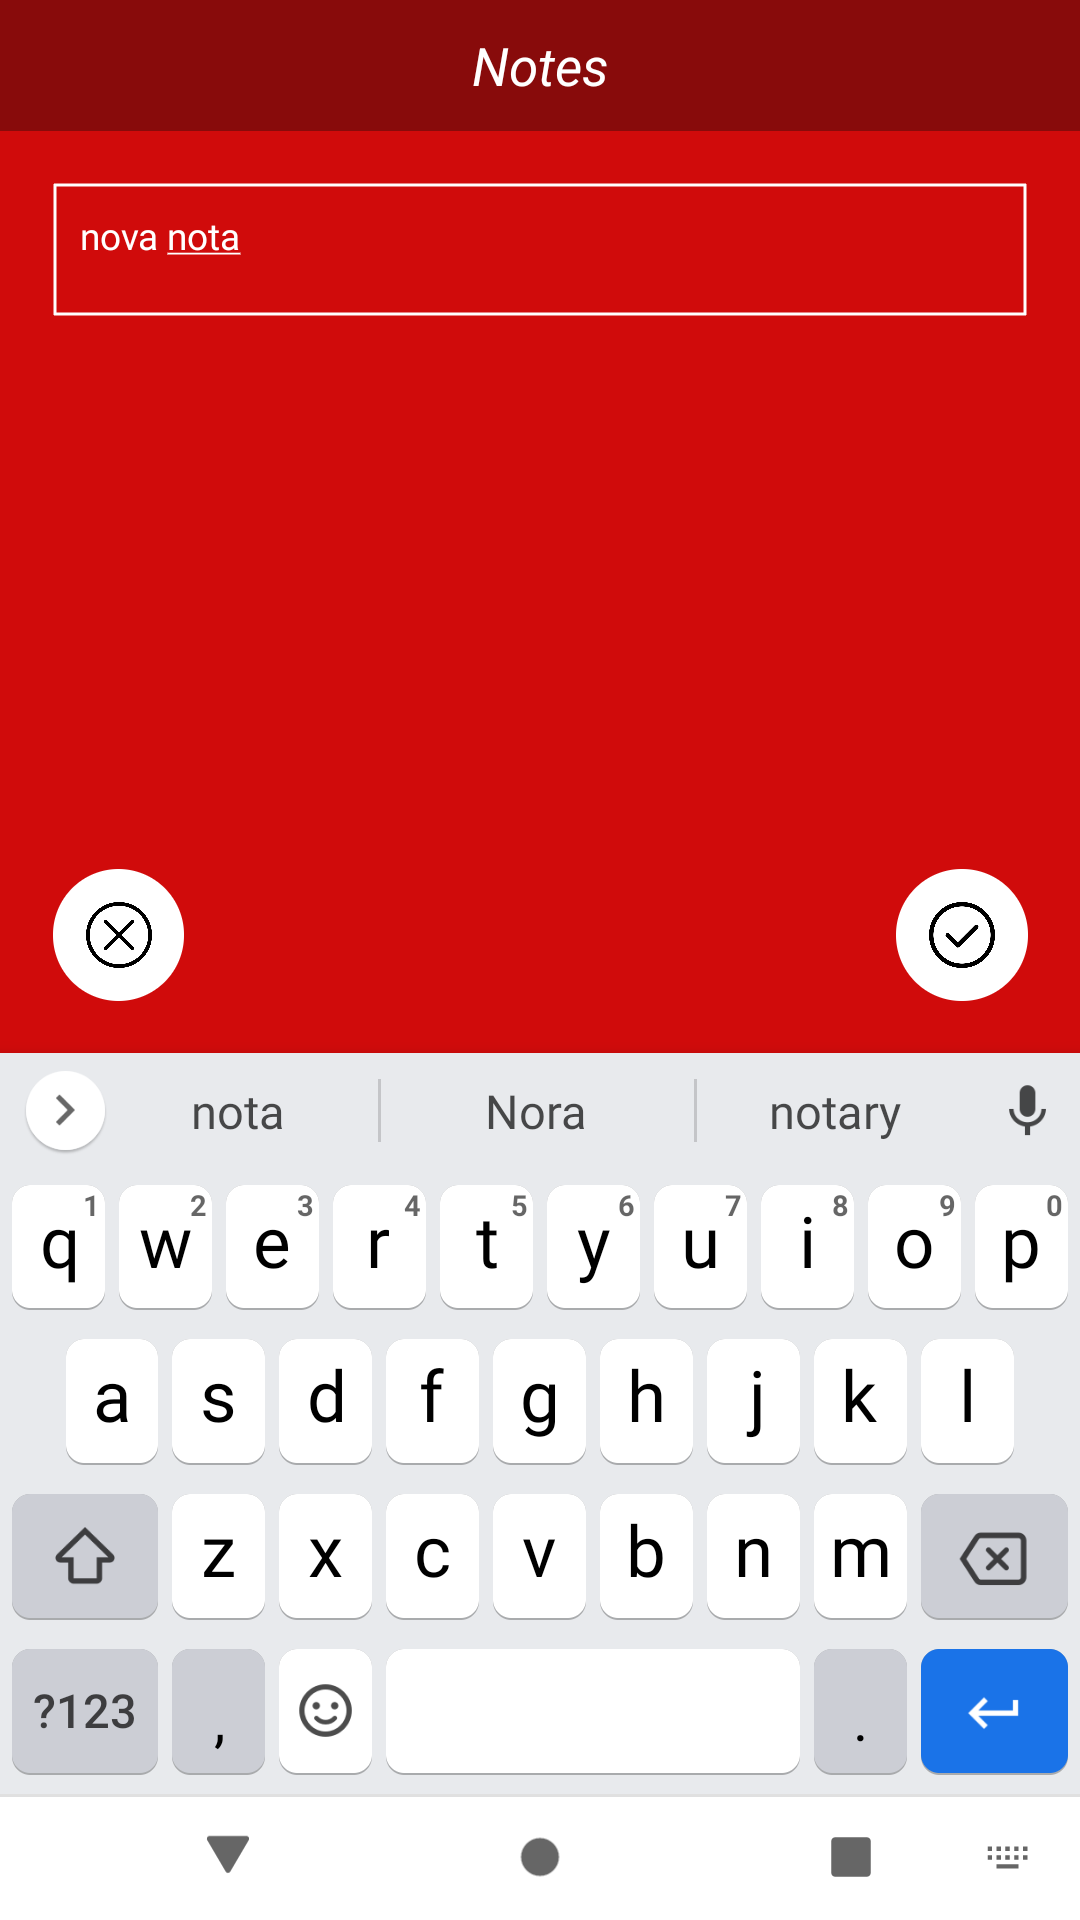 Notes
nova nota
nota Nora notary
q 1 w 2 e 3 r 4 t 5 y 6 u 7 i 8 o 9 p 0
a s d f g h j k l
z x c v b n m
?123 , .